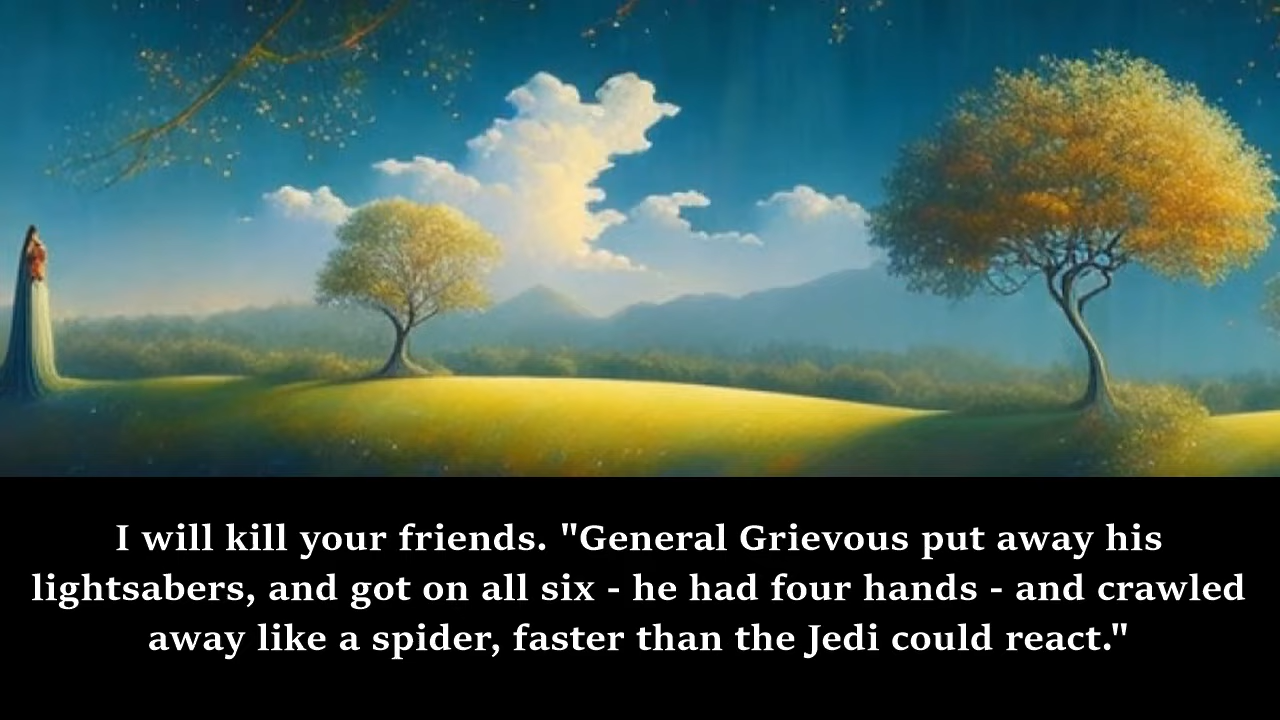 I will kill your friends. "General Grievous put away his
lightsabers, and got on all six - he had four hands - and crawled
away like a spider, faster than the Jedi could react."